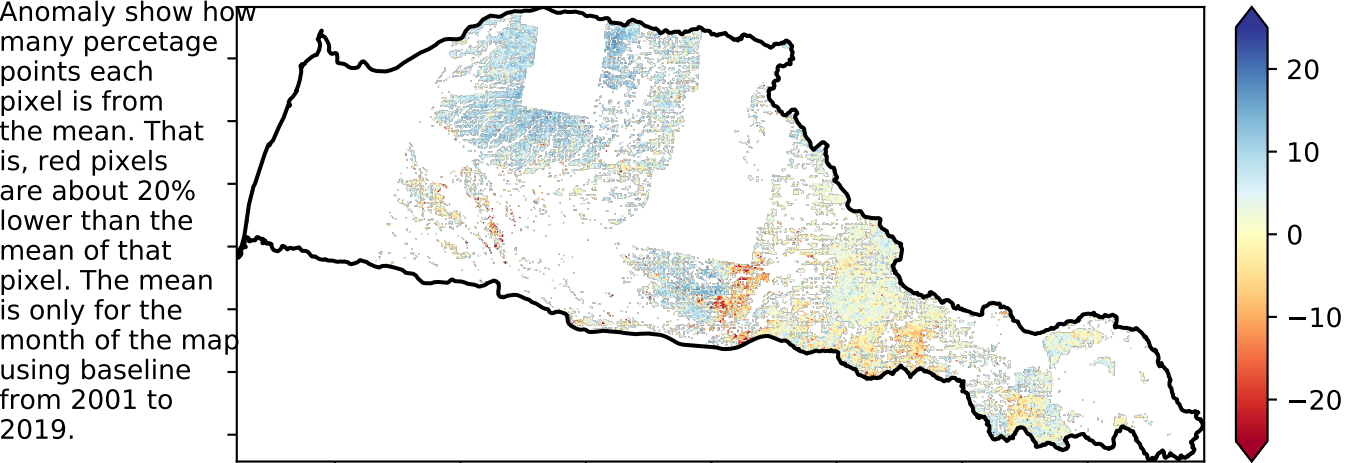 Anomaly show how
many percetage
points each
pixel is from
the mean. That
is, red pixels
are about 20%
lower than the
mean of that
pixel. The mean
is only for the
month of the map
using baseline
from 2001 to
2019.
20
10
0
−10
−20